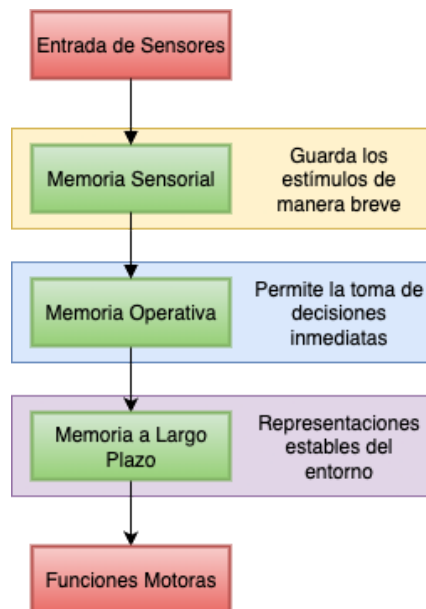 Entrada de Sensores
Memoria Sensorial
Guarda los
estímulos de
manera breve
Memoria Operativa
Permite la toma de
decisiones
inmediatas
Memoria a Largo
Plazo
Representaciones
estables del
entorno
Funciones Motoras